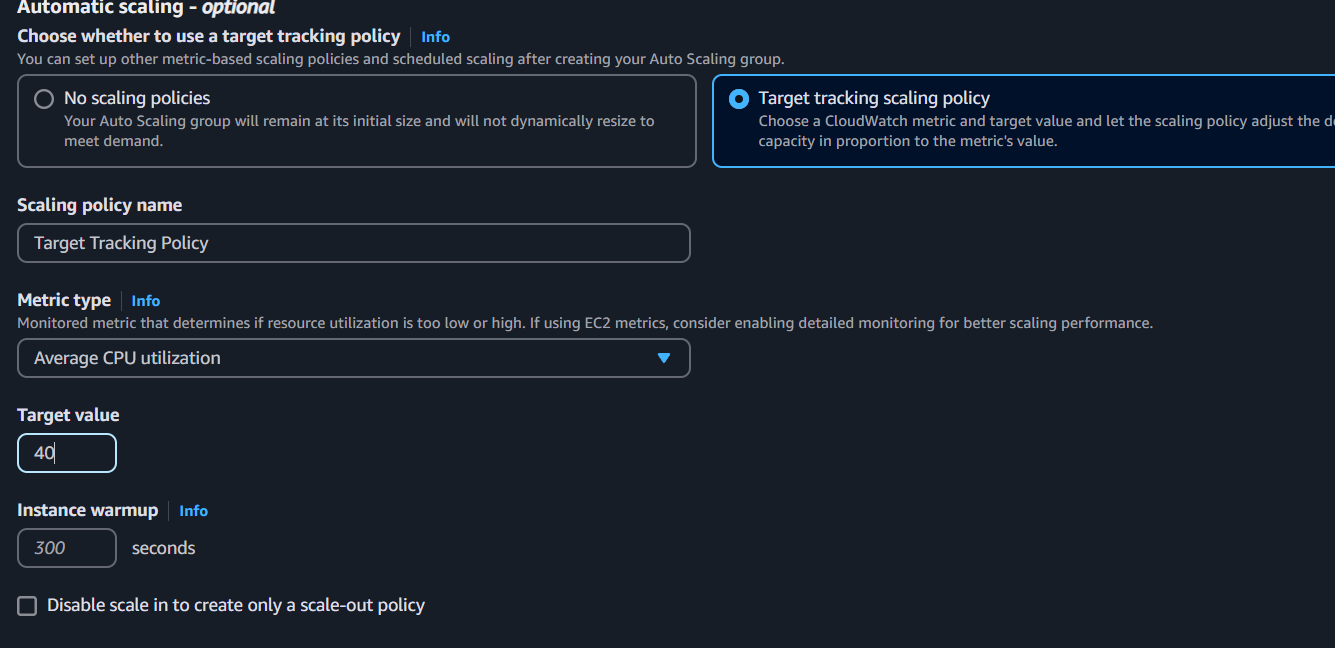 Automatic scaling - optional
Choose whether to use a target tracking policy Info
You can set up other metric-based scaling policies and scheduled scaling after creating your Auto Scaling group.
No scaling policies
Your Auto Scaling group will remain at its initial size and will not dynamically resize to
meet demand.
Target tracking scaling policy
Choose a CloudWatch metric and target value and let the scaling policy adjust the
capacity in proportion to the metric's value.
Scaling policy name
Target Tracking Policy
Metric type Info
Monitored metric that determines if resource utilization is too low or high. If using EC2 metrics, consider enabling detailed monitoring for better scaling performance.
Average CPU utilization
Target value
40
Instance warmup Info
300 seconds
Disable scale in to create only a scale-out policy